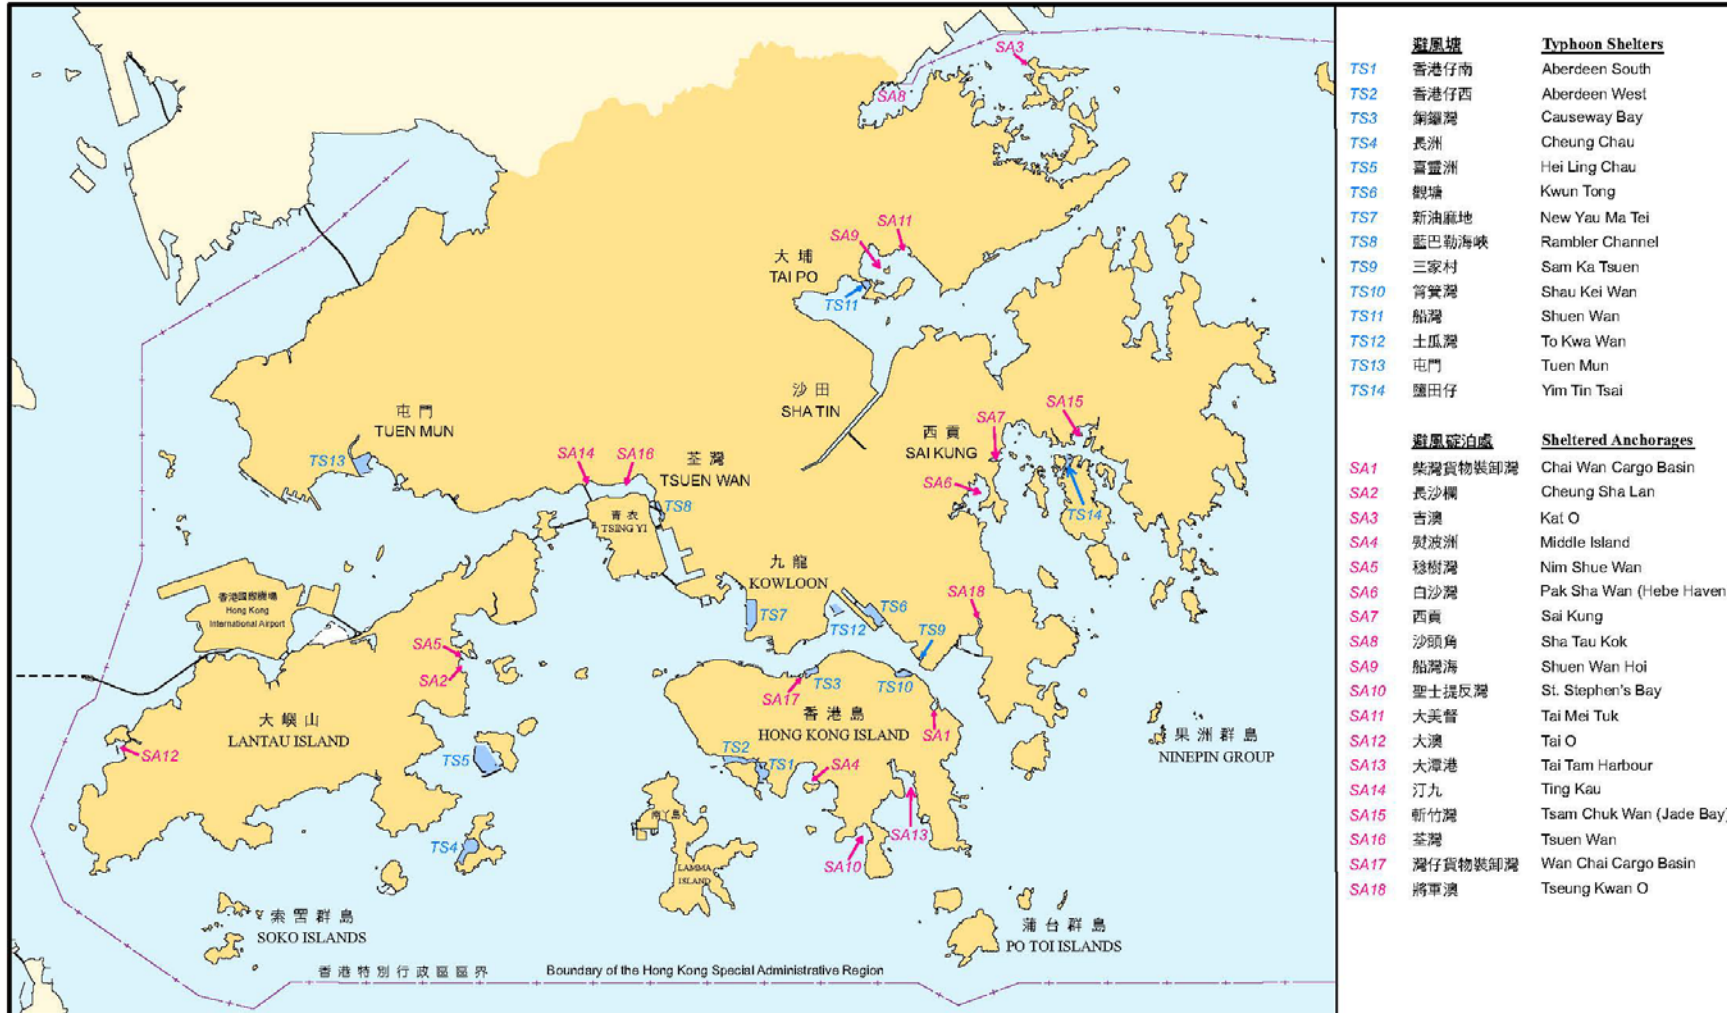 SA3
SA8
SA11
SA9
大埔
TAI PO
TS11
沙田
SHA TIN
SA15
SA7
西貢
SAI KUNG
屯門
TUEN MUN
TS13
SA14
SA16
荃灣
TSUEN WAN
SA6
TS14
TS8
青衣
TSING YI
九龍
KOWLOON
SA18
香港國際機場
Hong Kong
International Airport
TS7
TS12
TS6
TS9
SA5
SA2
SA17
TS3
TS10
大嶼山
LANTAU ISLAND
香港島
HONG KONG ISLAND
SA1
果洲群島
NINEPIN GROUP
SA12
TS5
TS2
TS1
SA4
南丫島
SA13
TS4
SA10
LAMMA
ISLAND
索罟群島
SOKO ISLANDS
蒲台群島
PO TOI ISLANDS
香港特別行政區區界 Boundary of the Hong Kong Special Administrative Region
避風塘 Typhoon Shelters
TS1 香港仔南 Aberdeen South
TS2 香港仔西 Aberdeen West
TS3 銅鑼灣 Causeway Bay
TS4 長洲 Cheung Chau
TS5 喜靈洲 Hei Ling Chau
TS6 觀塘 Kwun Tong
TS7 新油麻地 New Yau Ma Tei
TS8 藍巴勒海峽 Rambler Channel
TS9 三家村 Sam Ka Tsuen
TS10 筲箕灣 Shau Kei Wan
TS11 船灣 Shuen Wan
TS12 土瓜灣 To Kwa Wan
TS13 屯門 Tuen Mun
TS14 鹽田仔 Yim Tin Tsai
避風碇泊處 Sheltered Anchorages
SA1 柴灣貨物裝卸灣 Chai Wan Cargo Basin
SA2 長沙欄 Cheung Sha Lan
SA3 吉澳 Kat O
SA4 熨波洲 Middle Island
SA5 稔樹灣 Nim Shue Wan
SA6 白沙灣 Pak Sha Wan (Hebe Haven
SA7 西貢 Sai Kung
SA8 沙頭角 Sha Tau Kok
SA9 船灣海 Shuen Wan Hoi
SA10 聖士提反灣 St. Stephen's Bay
SA11 大美督 Tai Mei Tuk
SA12 大澳 Tai O
SA13 大潭港 Tai Tam Harbour
SA14 汀九 Ting Kau
SA15 斬竹灣 Tsam Chuk Wan (Jade Bay)
SA16 荃灣 Tsuen Wan
SA17 灣仔貨物裝卸灣 Wan Chai Cargo Basin
SA18 將軍澳 Tseung Kwan O